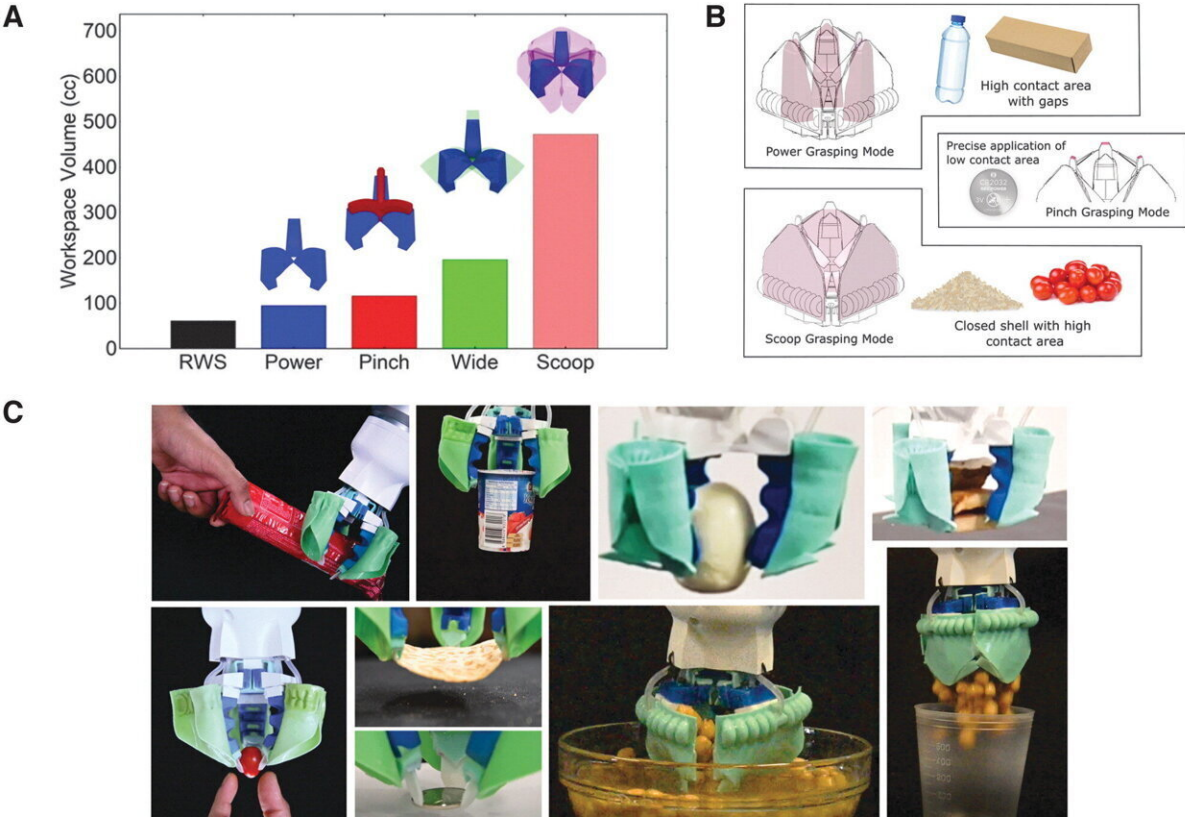 A
Workspace Volume (cc)
700
600
500
400
300
200
100
0
RWS Power Pinch Wide Scoop
B
Power Grasping Mode
High contact area
with gaps
Precise application of
low contact area
CR2032
3V
Pinch Grasping Mode
Scoop Grasping Mode
Closed shell with high
contact area
C